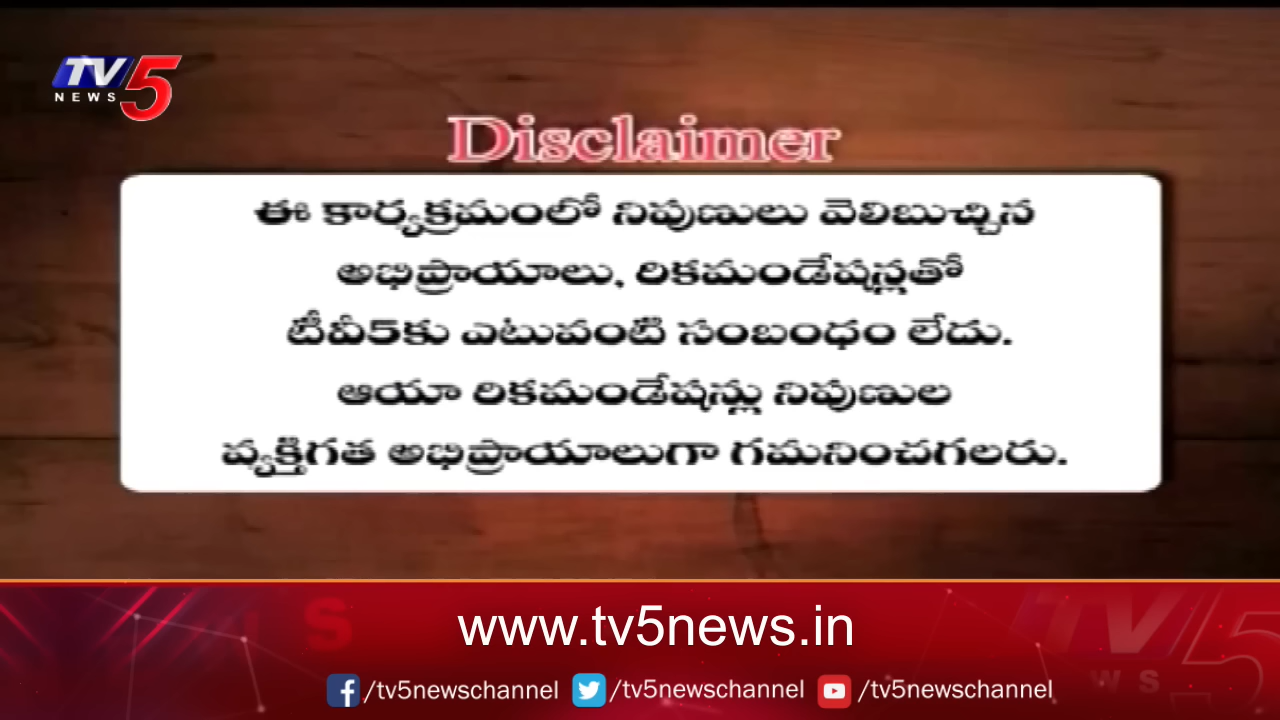 TV5
NEWS
Disclaimer
ఈ కార్యక్రమంలో నిపుణులు వెలిబుచ్చిన
అభిప్రాయాలు, రికమండేషన్లతో
టీవీ5కు ఎటువంటి సంబంధం లేదు.
ఆయా రికమండేషన్లు నిపుణుల
వ్యక్తిగత అభిప్రాయాలుగా గమనించగలరు.
www.tv5news.in
/tv5newschannel /tv5newschannel /tv5newschannel